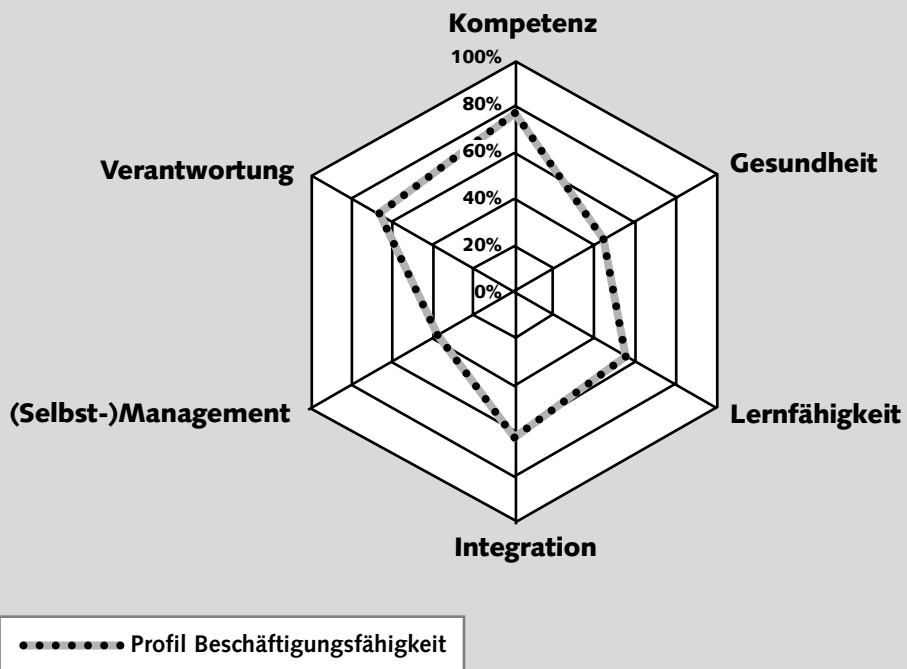 Kompetenz
100%
80%
60%
40%
20%
0%
Verantwortung
Gesundheit
(Selbst-)Management
Lernfähigkeit
Integration
Profil Beschäftigungsfähigkeit